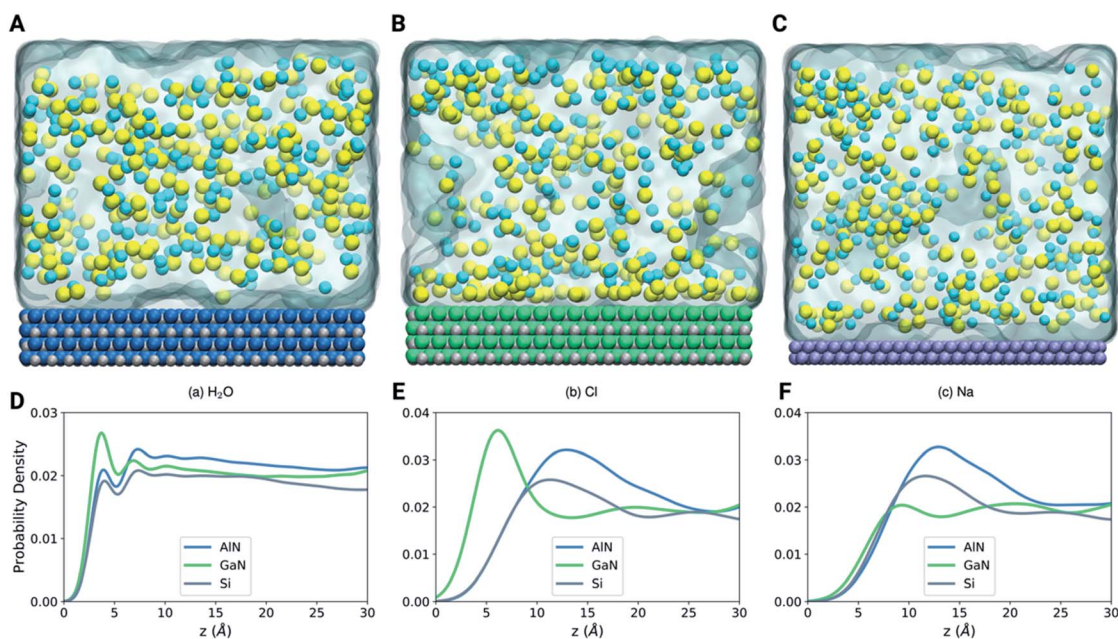 A
B
C
D
(a) H₂O
Probability Density
0.03
0.02
0.01
0.00
0 5 10 15 20 25 30
z (Å)
AlN
GaN
Si
E
(b) Cl
0.04
0.03
0.02
0.01
0.00
0 5 10 15 20 25 30
z (Å)
AlN
GaN
Si
F
(c) Na
0.04
0.03
0.02
0.01
0.00
0 5 10 15 20 25 30
z (Å)
AlN
GaN
Si